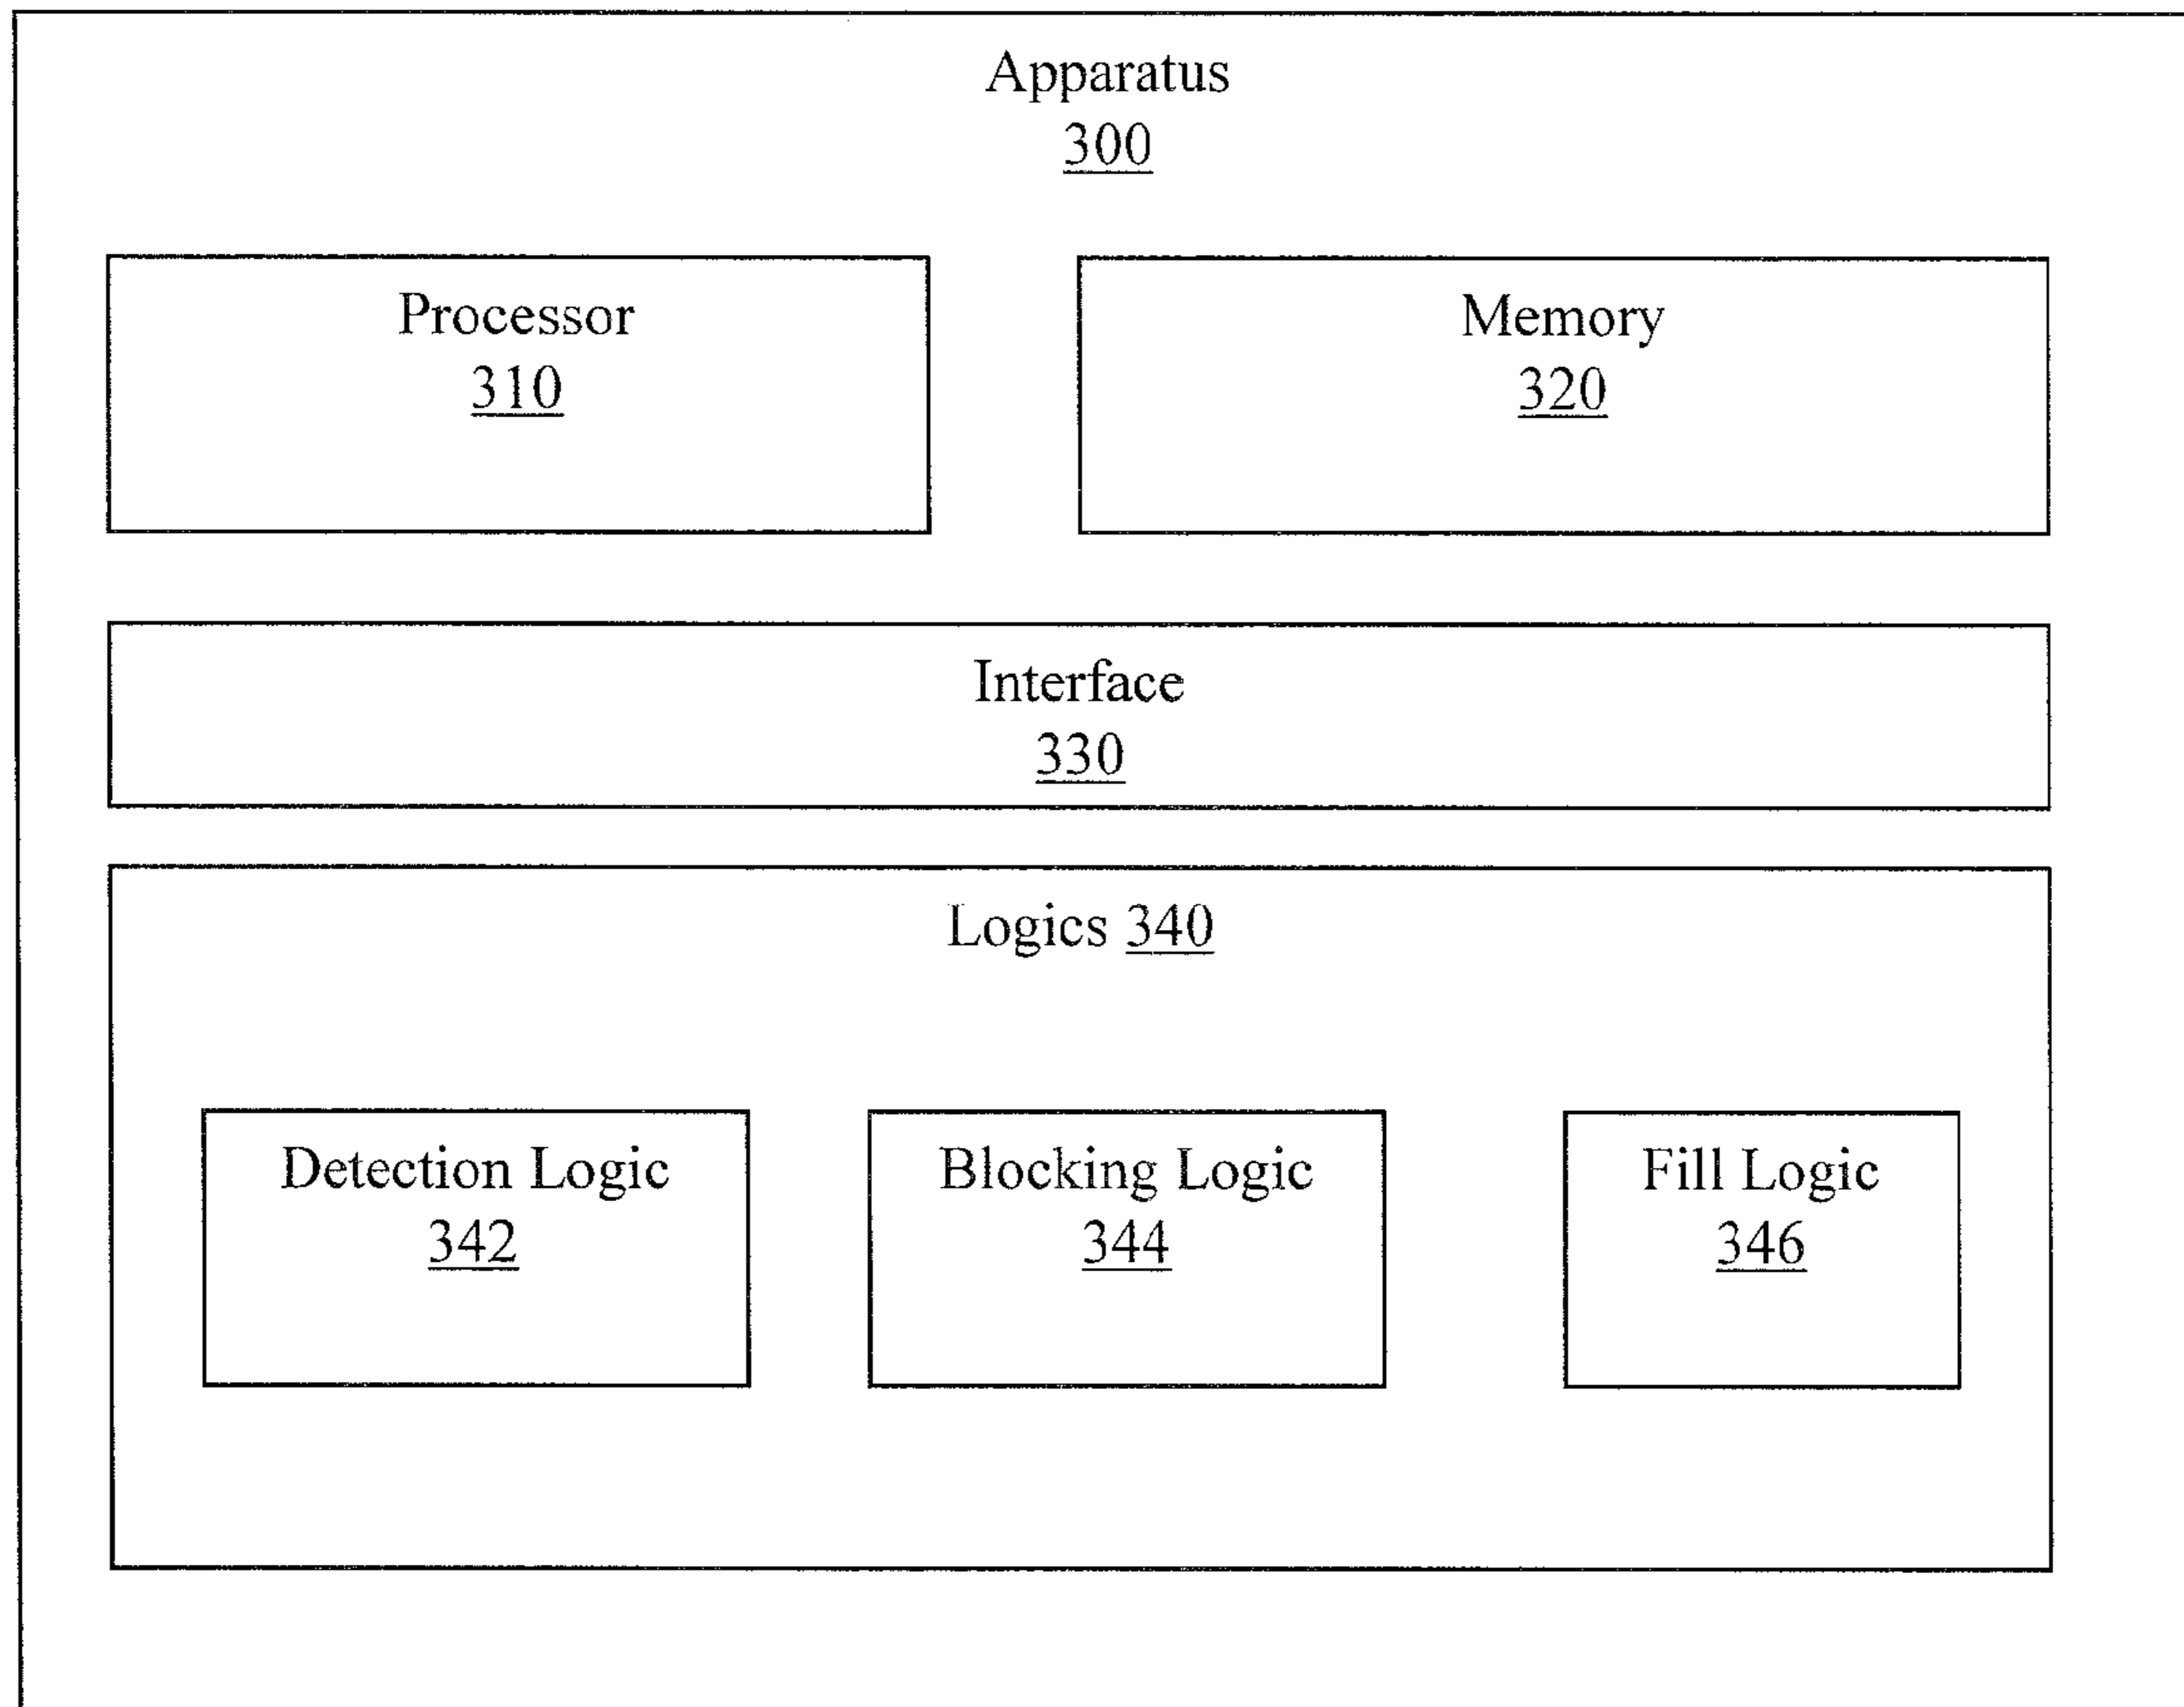 Apparatus
300
Processor
310
Memory
320
Interface
330
Logics 340
Detection Logic
342
Blocking Logic
344
Fill Logic
346